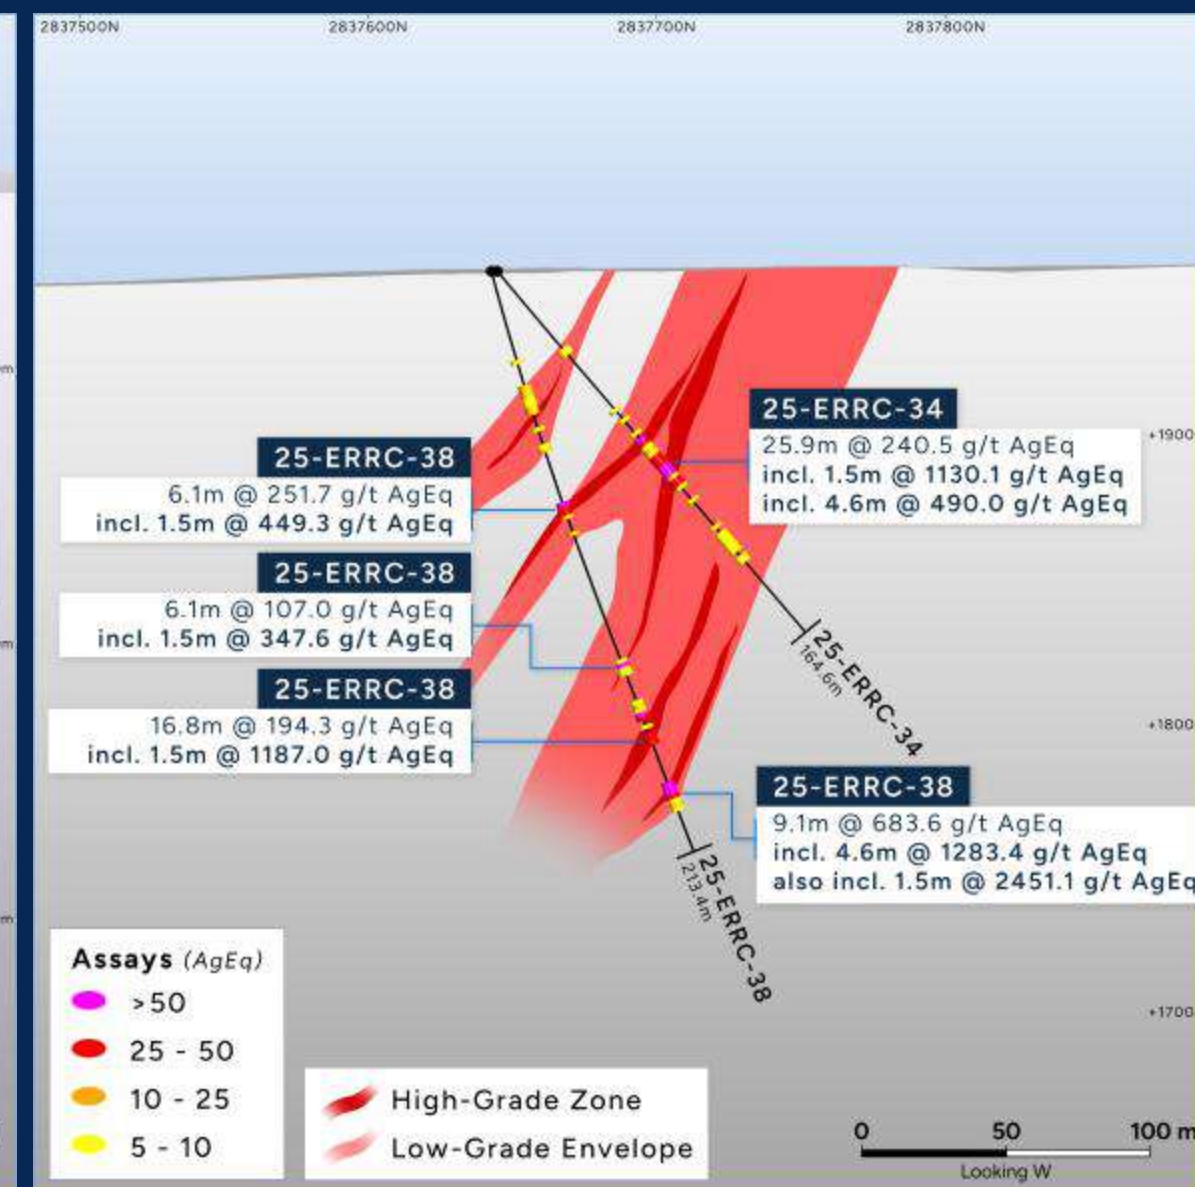 2837500N
2837600N
2837700N
2837800N
25-ERRC-34
25.9m @ 240.5 g/t AgEq
incl. 1.5m @ 1130.1 g/t AgEq
incl. 4.6m @ 490.0 g/t AgEq
+1900
25-ERRC-38
6.1m @ 251.7 g/t AgEq
incl. 1.5m @ 449.3 g/t AgEq
25-ERRC-38
6.1m @ 107.0 g/t AgEq
incl. 1.5m @ 347.6 g/t AgEq
25-ERRC-38
16.8m @ 194.3 g/t AgEq
incl. 1.5m @ 1187.0 g/t AgEq
25-ERRC-34
164.6m
+1800
25-ERRC-38
9.1m @ 683.6 g/t AgEq
incl. 4.6m @ 1283.4 g/t AgEq
also incl. 1.5m @ 2451.1 g/t AgEq
25-ERRC-38
213.4m
+1700
Assays (AgEq)
>50
25 - 50
10 - 25
5 - 10
High-Grade Zone
Low-Grade Envelope
0 50 100 m
Looking W